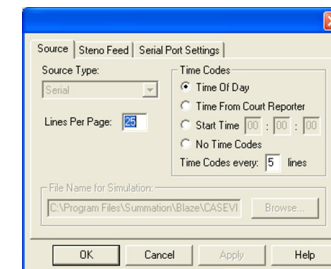 Source Steno Feed Serial Port Settings
Source Type:
Serial
Lines Per Page: 25
Time Codes
Time Of Day
Time From Court Reporter
Start Time 00 : 00 : 00
No Time Codes
Time Codes every: 5 lines
File Name for Simulation:
C:\Program Files\Summation\Blaze\CASEVI Browse...
OK Cancel Apply Help